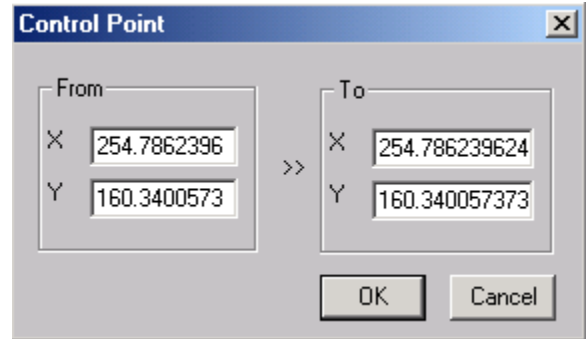 Control Point
From
X 254.7862396
Y 160.3400573
>>
To
X 254.786239624
Y 160.340057373
OK Cancel